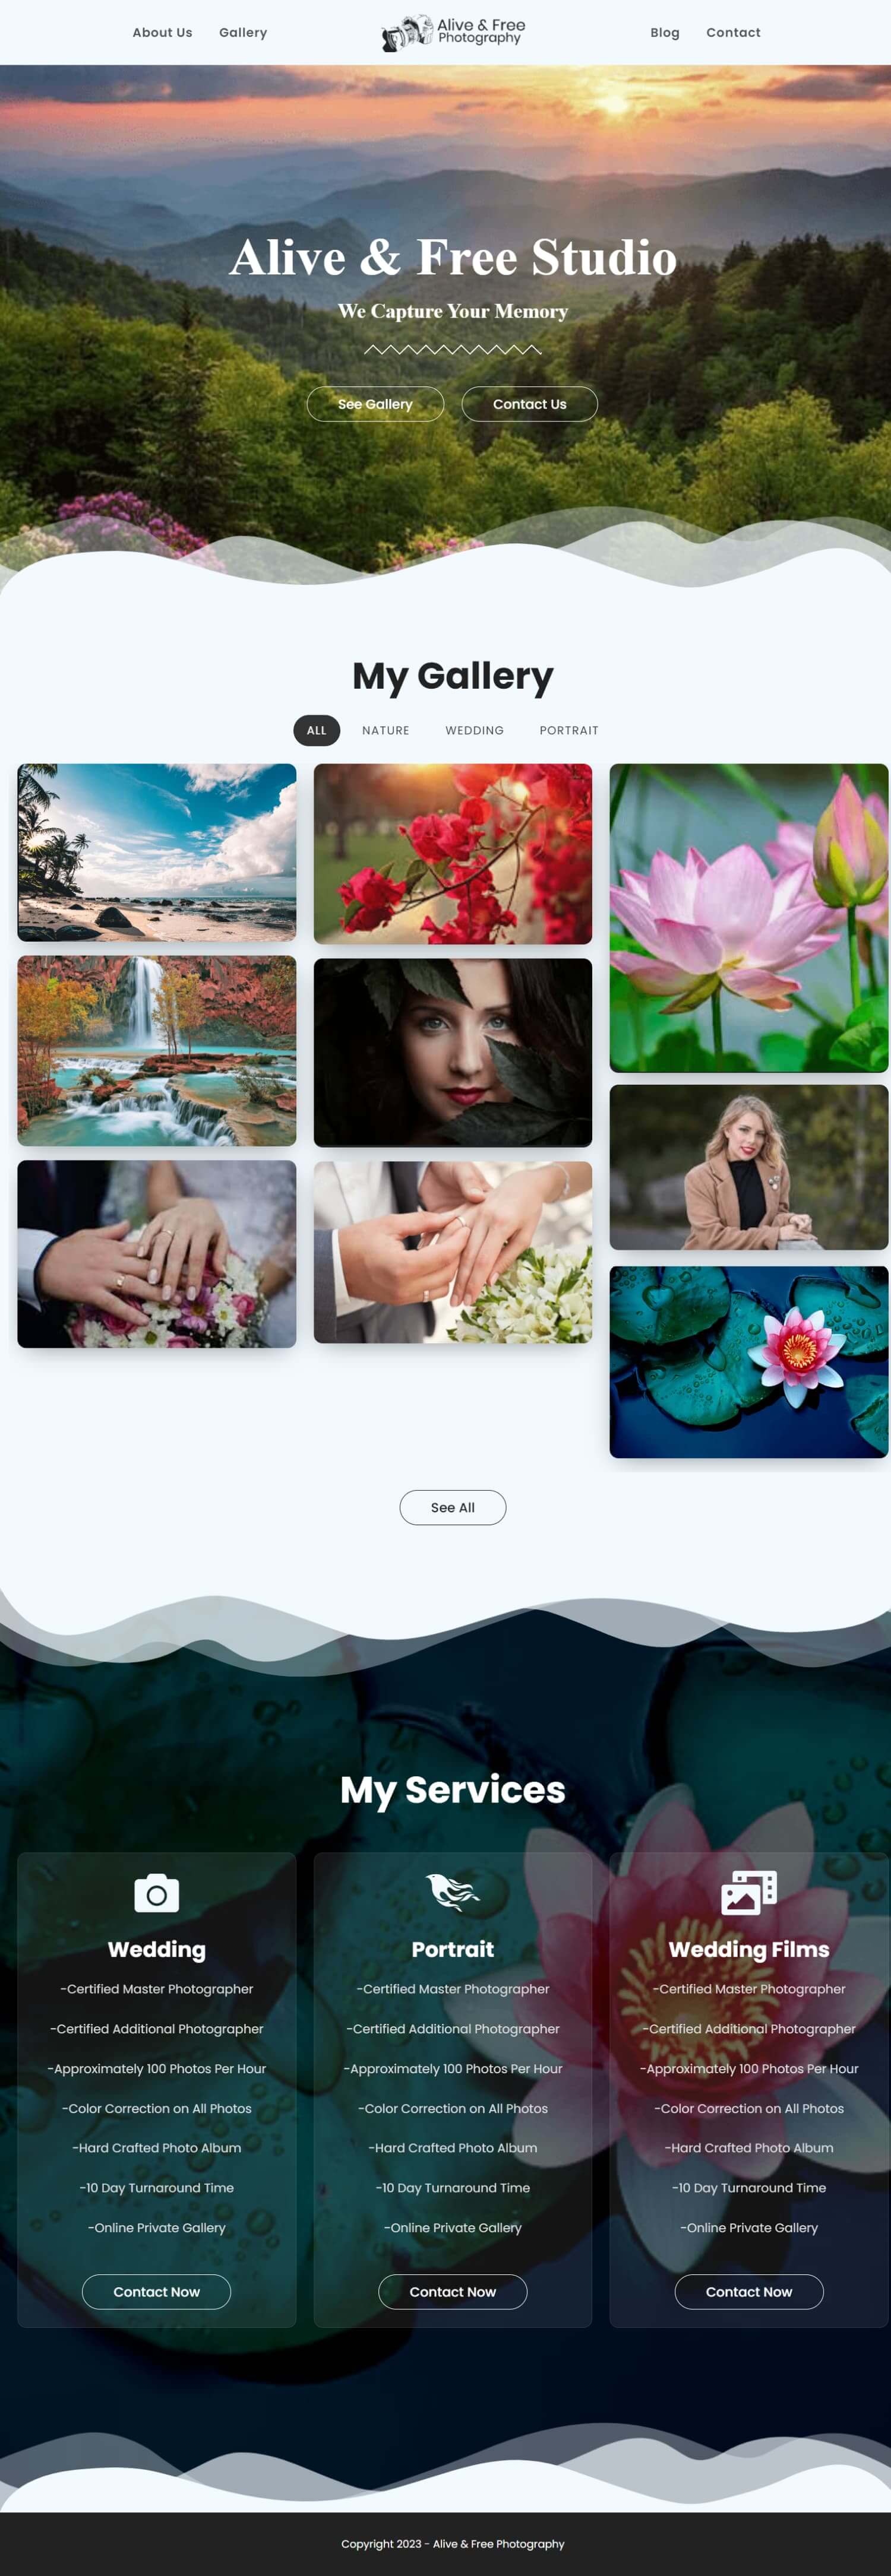 About Us
Gallery
Alive & Free
Photography
Blog
Contact
Alive & Free Studio
We Capture Your Memory
See Gallery
Contact Us
My Gallery
ALL
NATURE
WEDDING
PORTRAIT
See All
My Services
Wedding
-Certified Master Photographer
-Certified Additional Photographer
-Approximately 100 Photos Per Hour
-Color Correction on All Photos
-Hard Crafted Photo Album
-10 Day Turnaround Time
-Online Private Gallery
Contact Now
Portrait
-Certified Master Photographer
-Certified Additional Photographer
-Approximately 100 Photos Per Hour
-Color Correction on All Photos
-Hard Crafted Photo Album
-10 Day Turnaround Time
-Online Private Gallery
Contact Now
Wedding Films
-Certified Master Photographer
-Certified Additional Photographer
-Approximately 100 Photos Per Hour
-Color Correction on All Photos
-Hard Crafted Photo Album
-10 Day Turnaround Time
-Online Private Gallery
Contact Now
Copyright 2023 - Alive & Free Photography